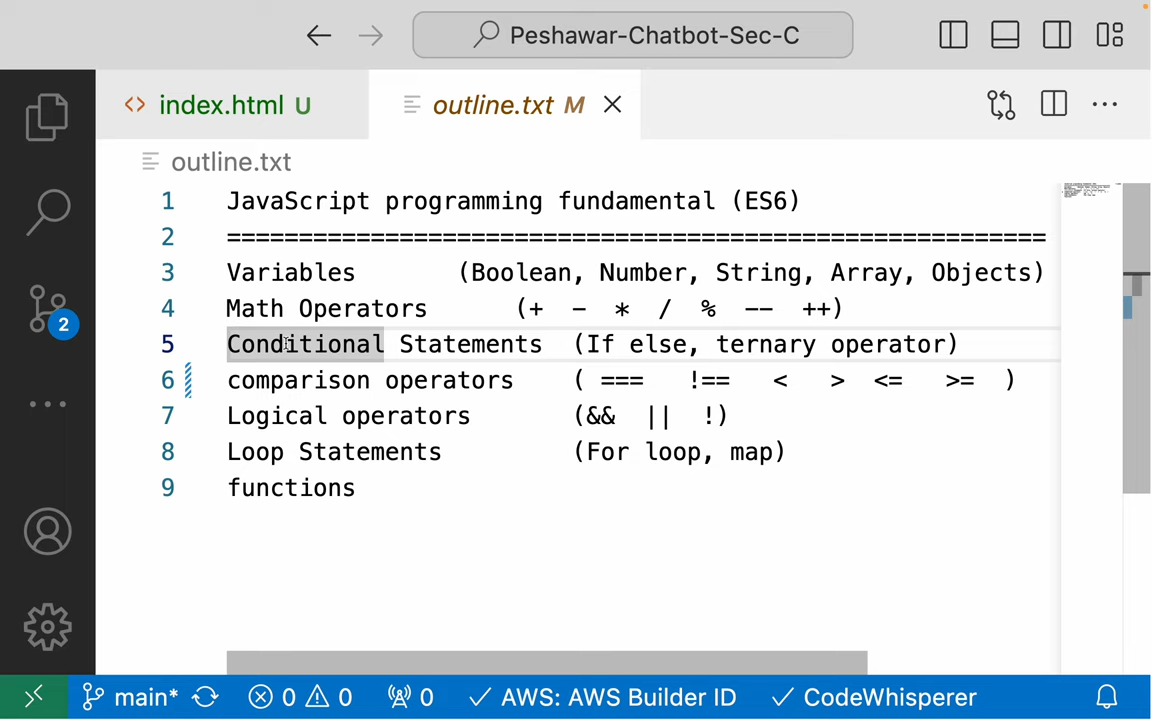 Peshawar-Chatbot-Sec-C
index.html U
outline.txt M
outline.txt
1 JavaScript programming fundamental (ES6)
2 =========================================================
3 Variables (Boolean, Number, String, Array, Objects)
4 Math Operators (+ - * / % -- ++)
5 Conditional Statements (If else, ternary operator)
6 comparison operators ( === !== < > <= >= )
7 Logical operators (&& || !)
8 Loop Statements (For loop, map)
9 functions
2
main* 0 0 0 AWS: AWS Builder ID CodeWhisperer